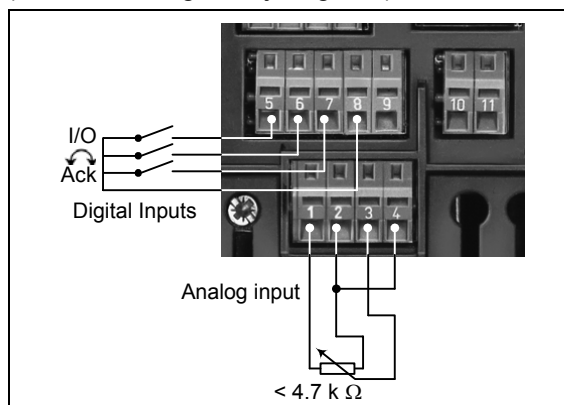 I/O
Ack
Digital Inputs
5 6 7 8 9
10 11
1 2 3 4
Analog input
< 4.7 k Ω